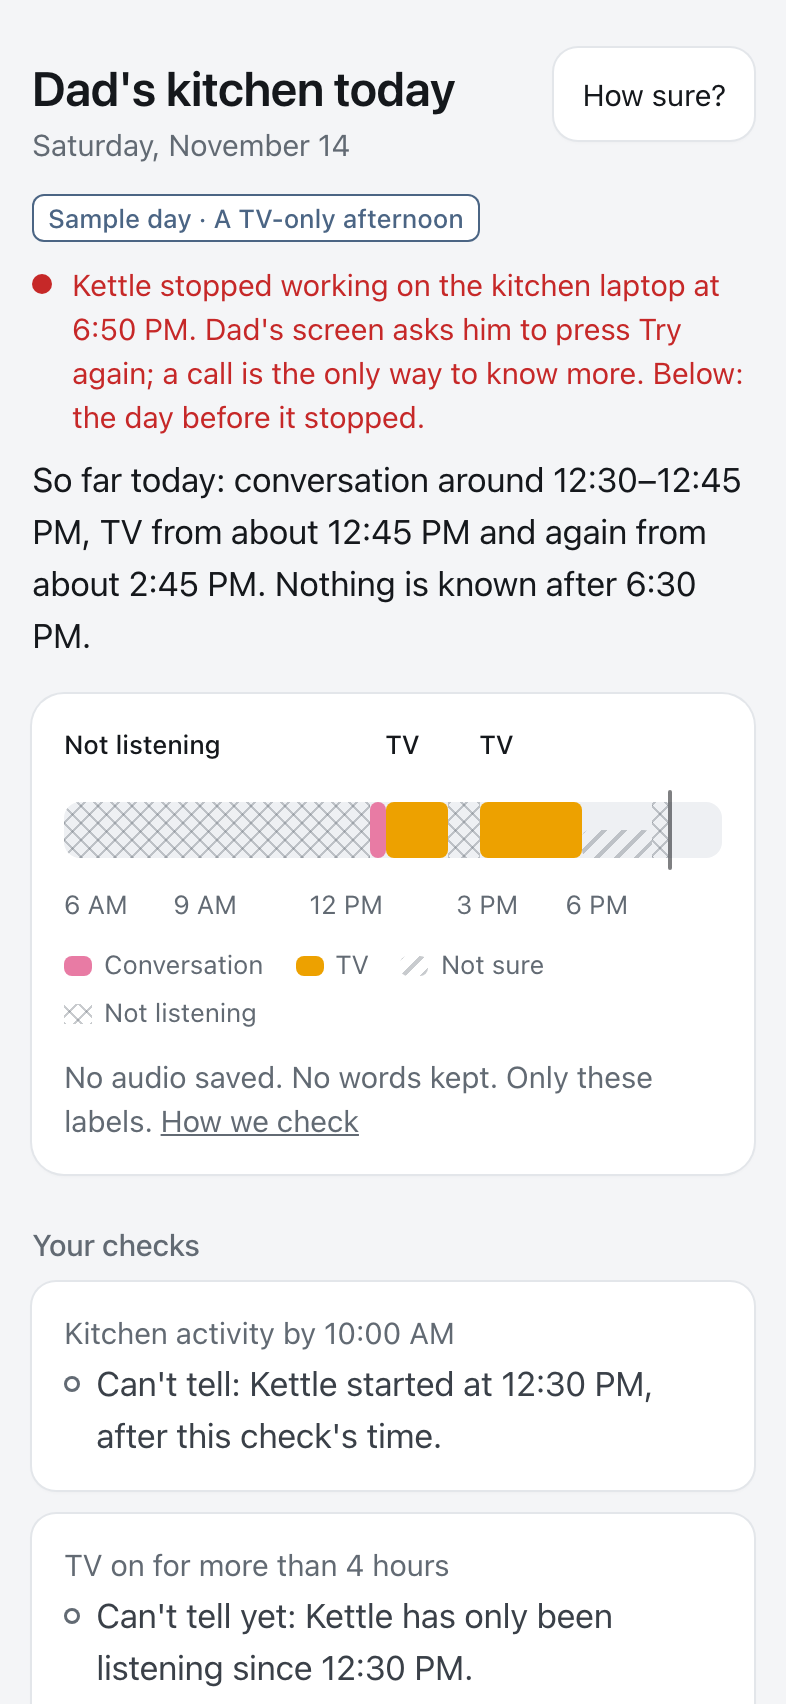 Dad's kitchen today
How sure?
Saturday, November 14
Sample day · A TV-only afternoon
Kettle stopped working on the kitchen laptop at
6:50 PM. Dad's screen asks him to press Try
again; a call is the only way to know more. Below:
the day before it stopped.
So far today: conversation around 12:30–12:45
PM, TV from about 12:45 PM and again from
about 2:45 PM. Nothing is known after 6:30
PM.
Not listening TV TV
6 AM 9 AM 12 PM 3 PM 6 PM
Conversation TV Not sure
Not listening
No audio saved. No words kept. Only these
labels. How we check
Your checks
Kitchen activity by 10:00 AM
Can't tell: Kettle started at 12:30 PM,
after this check's time.
TV on for more than 4 hours
Can't tell yet: Kettle has only been
listening since 12:30 PM.